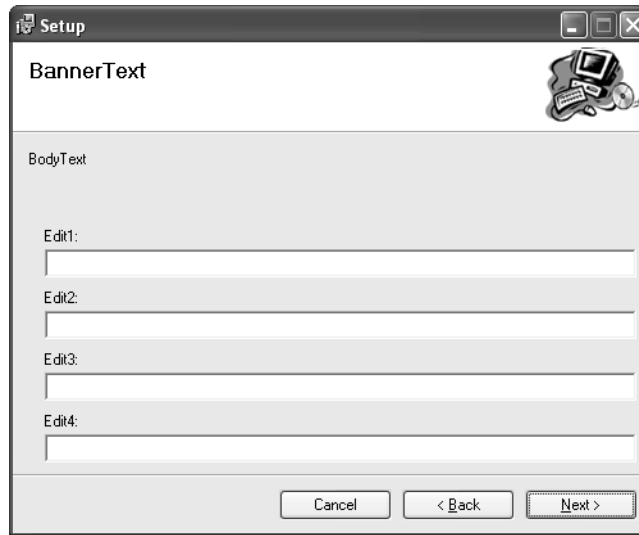 Setup
BannerText
BodyText
Edit1:
Edit2:
Edit3:
Edit4:
Cancel
< Back
Next >